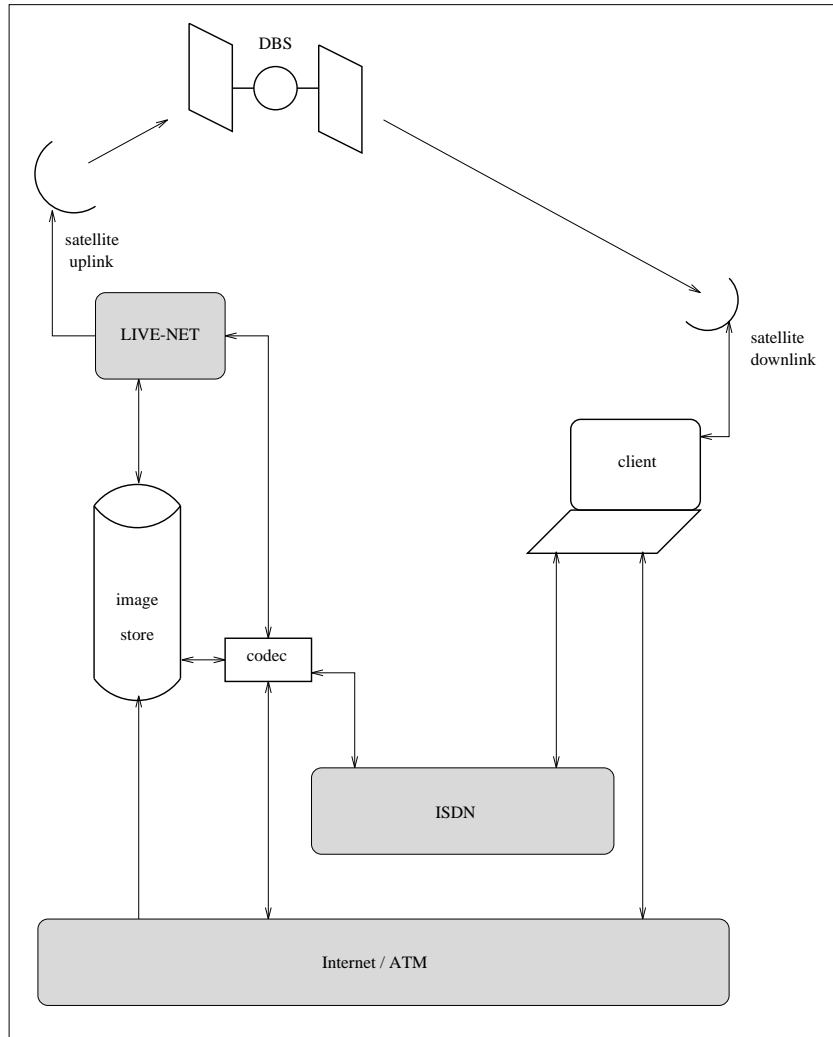 DBS
satellite
uplink
LIVE-NET
satellite
downlink
client
image
store
codec
ISDN
Internet / ATM